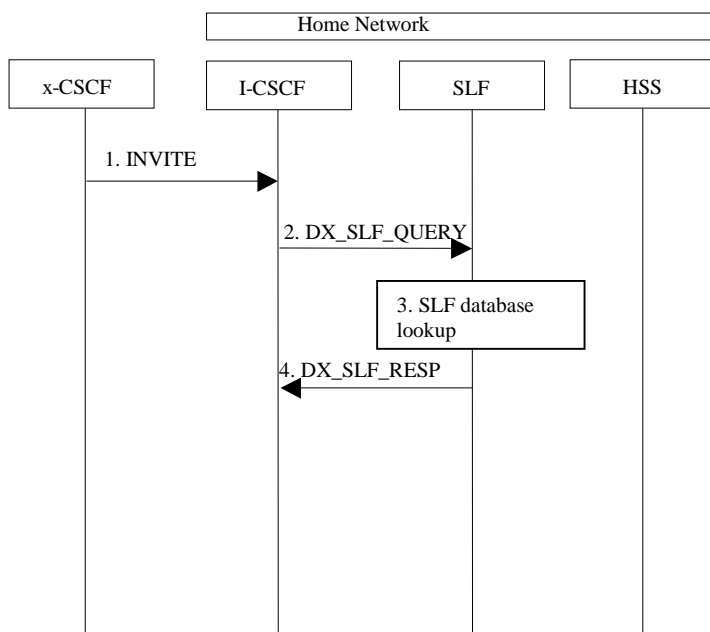 Home Network
x-CSCF
I-CSCF
SLF
HSS
1. INVITE
2. DX_SLF_QUERY
3. SLF database
lookup
4. DX_SLF_RESP